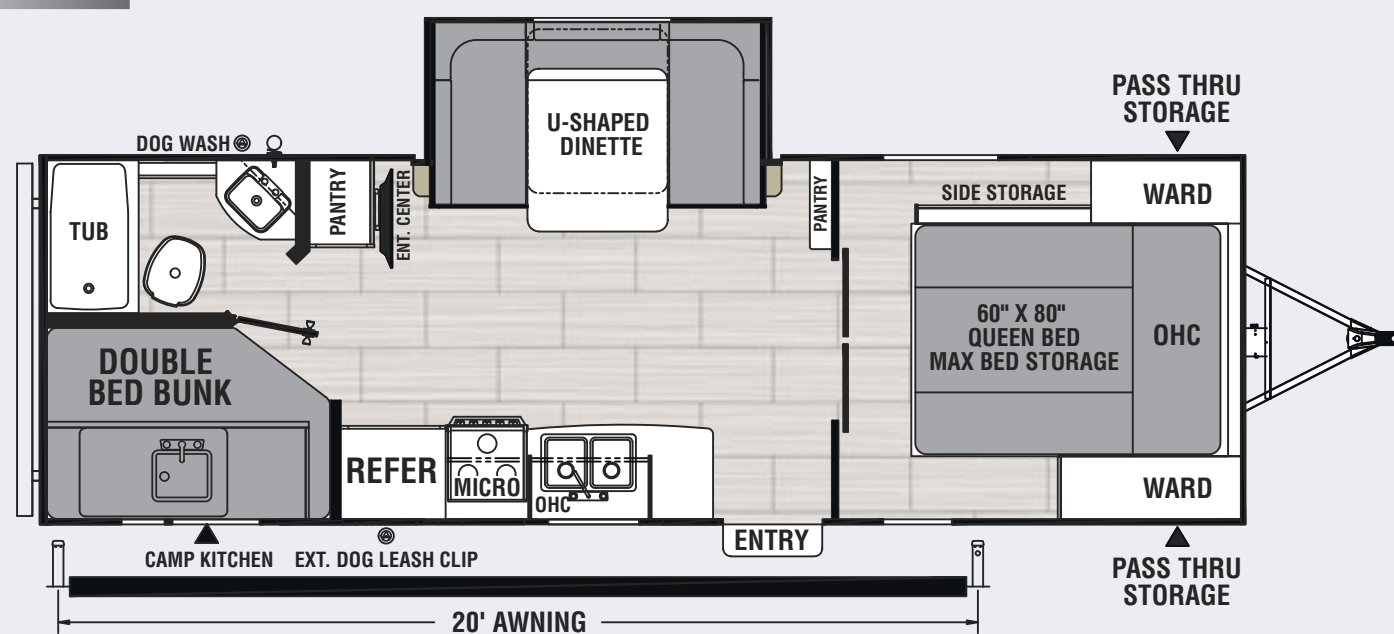 PASS THRU
STORAGE
DOG WASH
U-SHAPED
DINETTE
TUB
PANTRY
ENT. CENTER
PANTRY
SIDE STORAGE
WARD
60" X 80"
QUEEN BED
MAX BED STORAGE
OHC
DOUBLE
BED BUNK
REFER
MICRO
OHC
WARD
ENTRY
CAMP KITCHEN
EXT. DOG LEASH CLIP
PASS THRU
STORAGE
20' AWNING